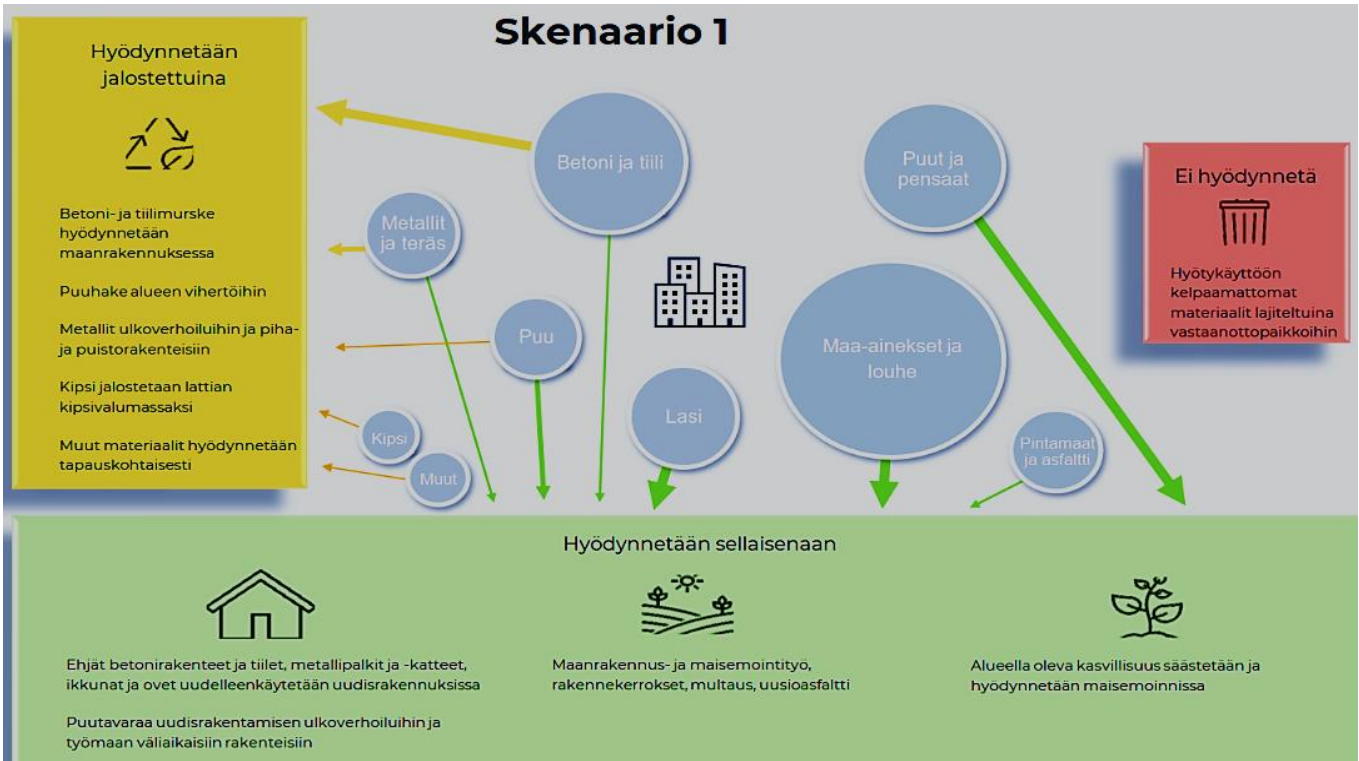 Skenaario 1
Hyödynnetään
jalostettuina
Betoni- ja tiilimurske
hyödynnetään
maanrakennuksessa
Puuhake alueen vihertöihin
Metallit ulkoverhoiluihin ja piha-
ja puistorakenteisiin
Kipsi jalostetaan lattian
kipsivalumassaksi
Muut materiaalit hyödynnetään
tapauskohtaisesti
Betoni ja tiili
Puut ja
pensaat
Metallit
ja teräs
Puu
Maa-ainekset ja
louhe
Lasi
Kipsi
Muut
Pintamaat
ja asfaltti
Ei hyödynnetä
Hyötykäyttöön
kelpaamattomat
materiaalit lajiteltuina
vastaanottopaikkoihin
Hyödynnetään sellaisenaan
Ehjät betonirakenteet ja tiilet, metallipalkit ja -katteet,
ikkunat ja ovet uudelleenkäytetään uudisrakennuksissa
Puutavaraa uudisrakentamisen ulkoverhoiluihin ja
työmaan väliaikaisiin rakenteisiin
Maanrakennus- ja maisemointityö,
rakennekerrokset, multaus, uusioasfaltti
Alueella oleva kasvillisuus säästetään ja
hyödynnetään maisemoinnissa